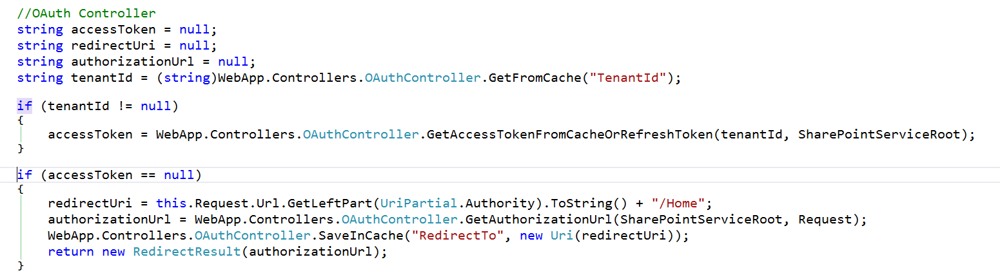 //OAuth Controller
string accessToken = null;
string redirectUri = null;
string authorizationUrl = null;
string tenantId = (string)WebApp.Controllers.OAuthController.GetFromCache("TenantId");
if (tenantId != null)
{
accessToken = WebApp.Controllers.OAuthController.GetAccessTokenFromCacheOrRefreshToken(tenantId, SharePointServiceRoot);
}
if (accessToken == null)
{
redirectUri = this.Request.Url.GetLeftPart(UriPartial.Authority).ToString() + "/Home";
authorizationUrl = WebApp.Controllers.OAuthController.GetAuthorizationUrl(SharePointServiceRoot, Request);
WebApp.Controllers.OAuthController.SaveInCache("RedirectTo", new Uri(redirectUri));
return new RedirectResult(authorizationUrl);
}